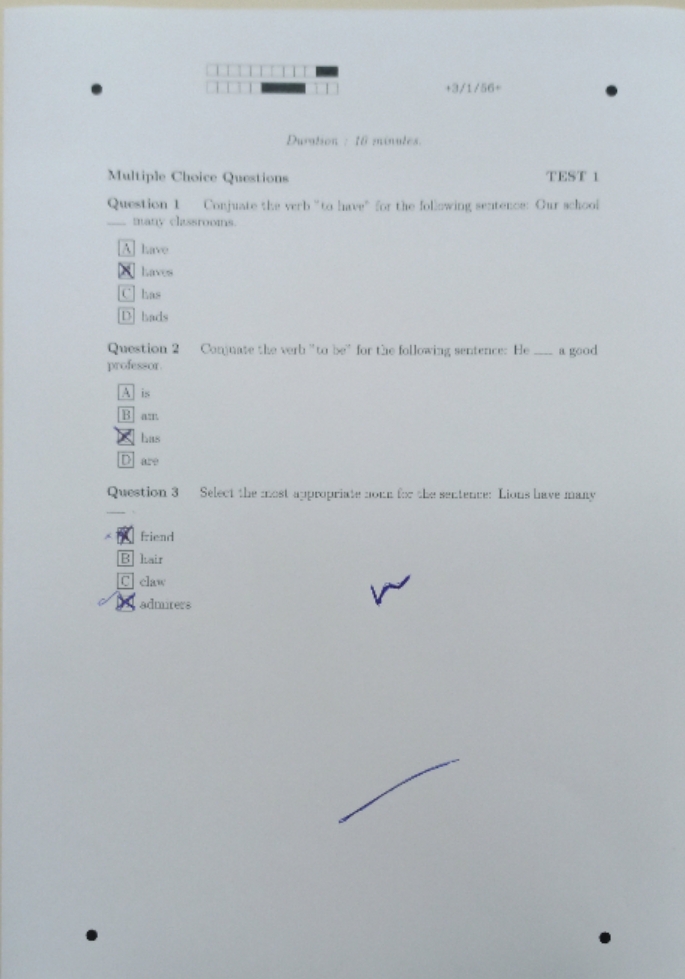 +3/1/56+
Duration : 16 minutes.
Multiple Choice Questions TEST 1
Question 1 Conjuate the verb "to have" for the following sentence: Our school
___ many classrooms.
A have
B haves
C has
D hads
Question 2 Conjuate the verb "to be" for the following sentence: He ___ a good
professor.
A is
B am
C has
D are
Question 3 Select the most appropriate noun for the sentence: Lions have many
___ .
A friend
B hair
C claw
D admirers